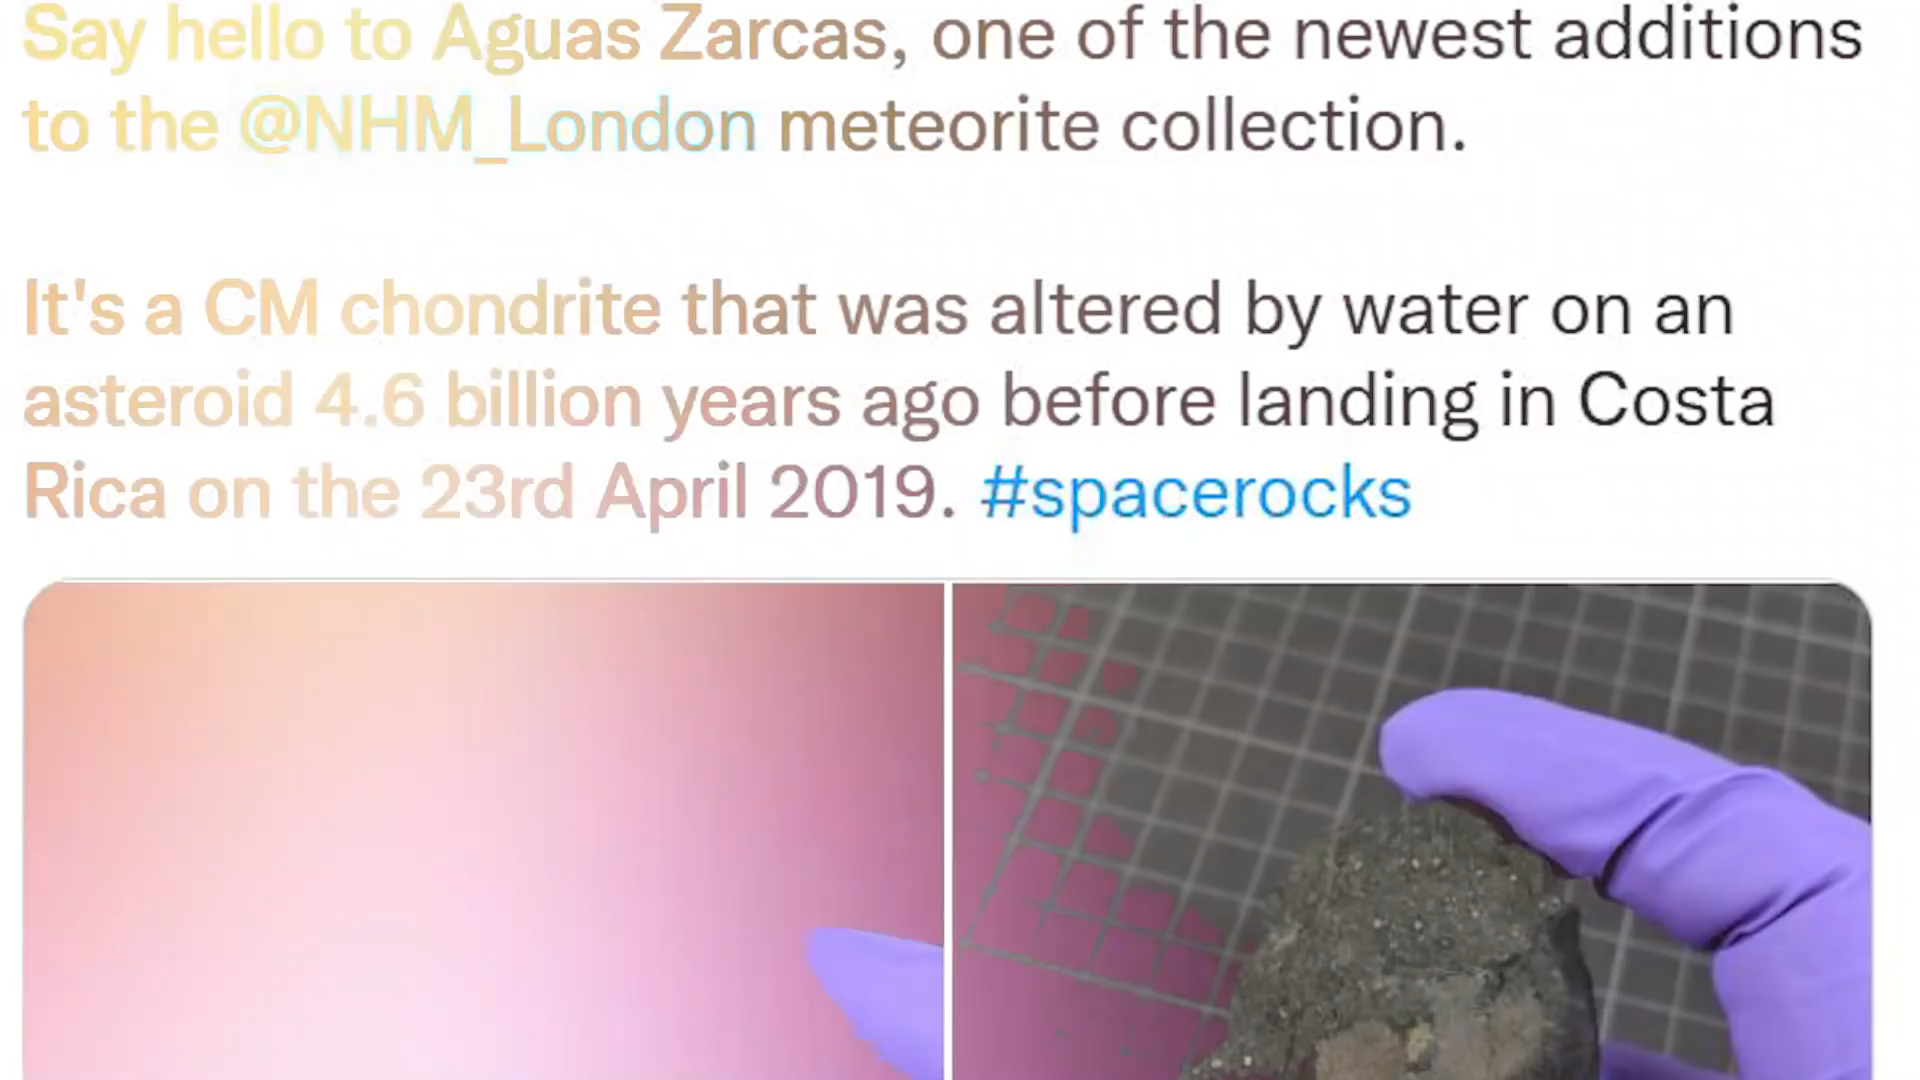 Say hello to Aguas Zarcas, one of the newest additions
to the @NHM_London meteorite collection.
It's a CM chondrite that was altered by water on an
asteroid 4.6 billion years ago before landing in Costa
Rica on the 23rd April 2019. #spacerocks